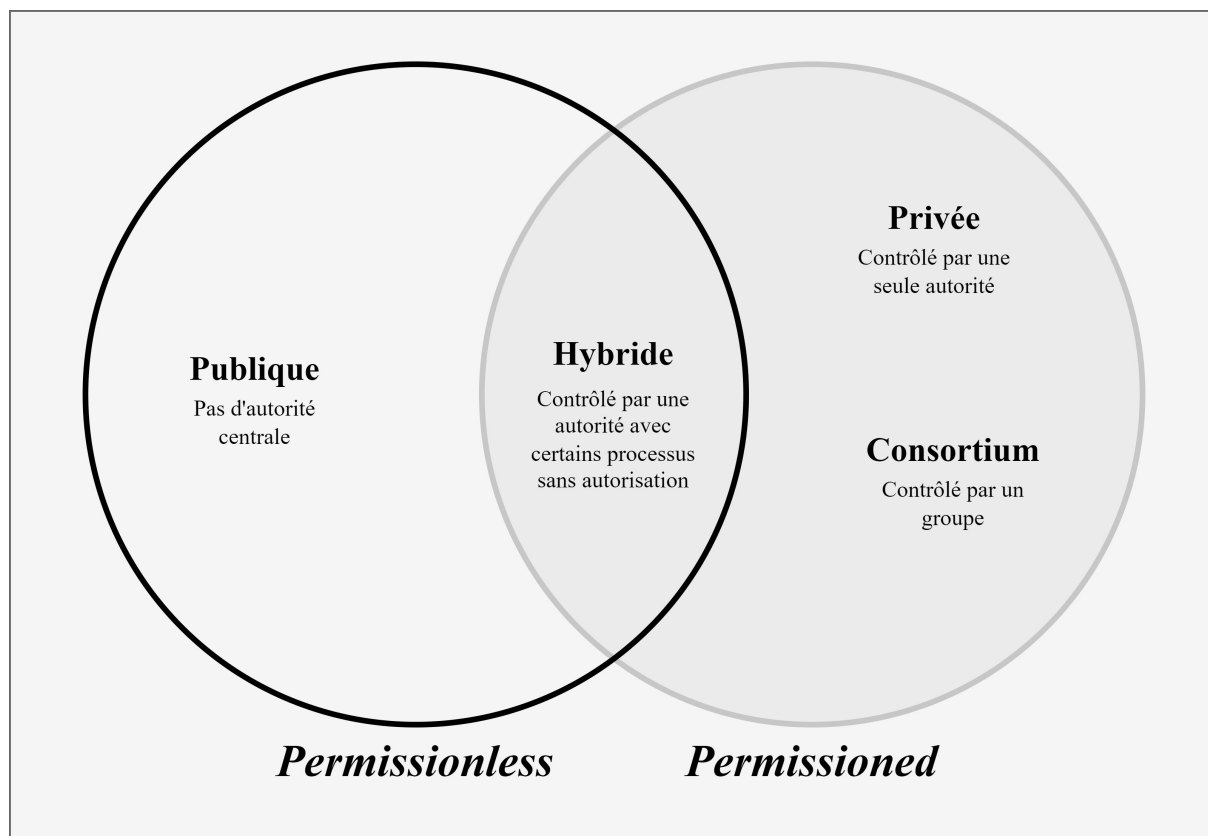 Publique
Pas d'autorité
centrale
Hybride
Contrôlé par une
autorité avec
certains processus
sans autorisation
Privée
Contrôlé par une
seule autorité
Consortium
Contrôlé par un
groupe
Permissionless
Permissioned